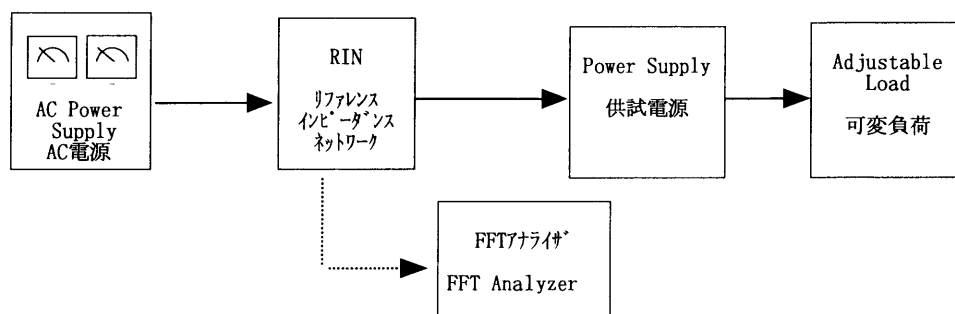 AC Power
Supply
AC電源
RIN
ﾘﾌｧﾚﾝｽ
ｲﾝﾋﾟｰﾀﾞﾝｽ
ﾈｯﾄﾜｰｸ
Power Supply
供試電源
Adjustable
Load
可変負荷
FFTｱﾅﾗｲｻﾞ
FFT Analyzer